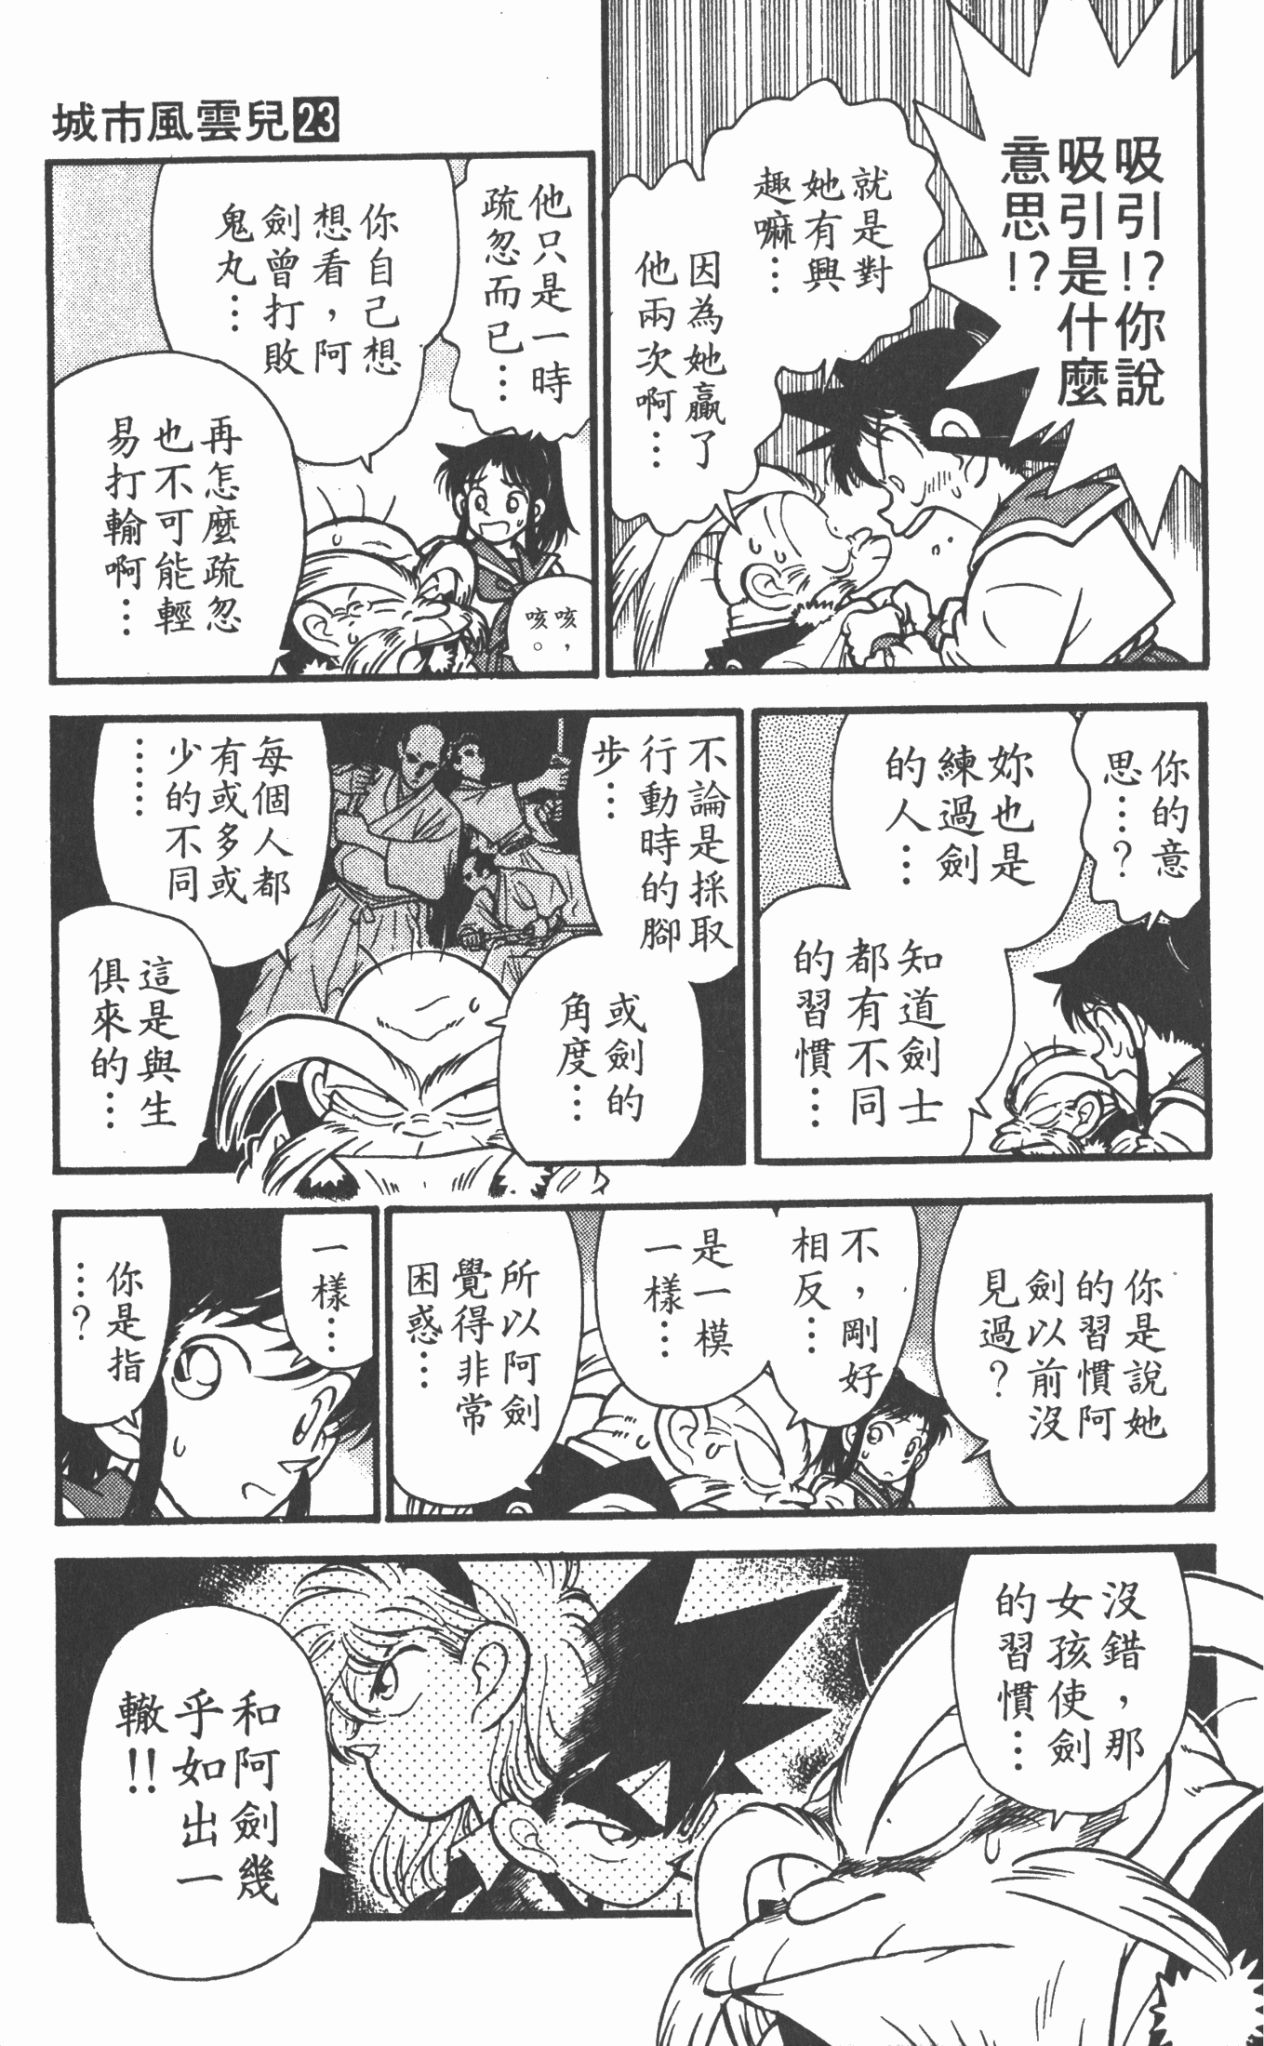 城市風雲兒23
吸引!?你說
吸引是什麼
意思!?
就是對
她有興
趣嘛…
因為她贏了
他兩次啊…
他只是一時
疏忽而已…
你自己想
想看，阿
劍曾打敗
鬼丸…
再怎麼疏忽
也不可能輕
易打輸啊…
咳，
咳。
你的意
思…?
妳也是
練過劍
的人…
知道劍士
都有不同
的習慣…
不論是採取
行動時的腳
步…
或劍的
角度…
每個人都
有或多或
少的不同
……
這是與生
俱來的…
你是說她
的習慣阿
劍以前沒
見過?
不，剛好
相反…
是一模
一樣…
所以阿劍
覺得非常
困惑…
一樣…
你是指
…?
沒錯，那
女孩使劍
的習慣…
和阿劍幾
乎如出一
轍!!